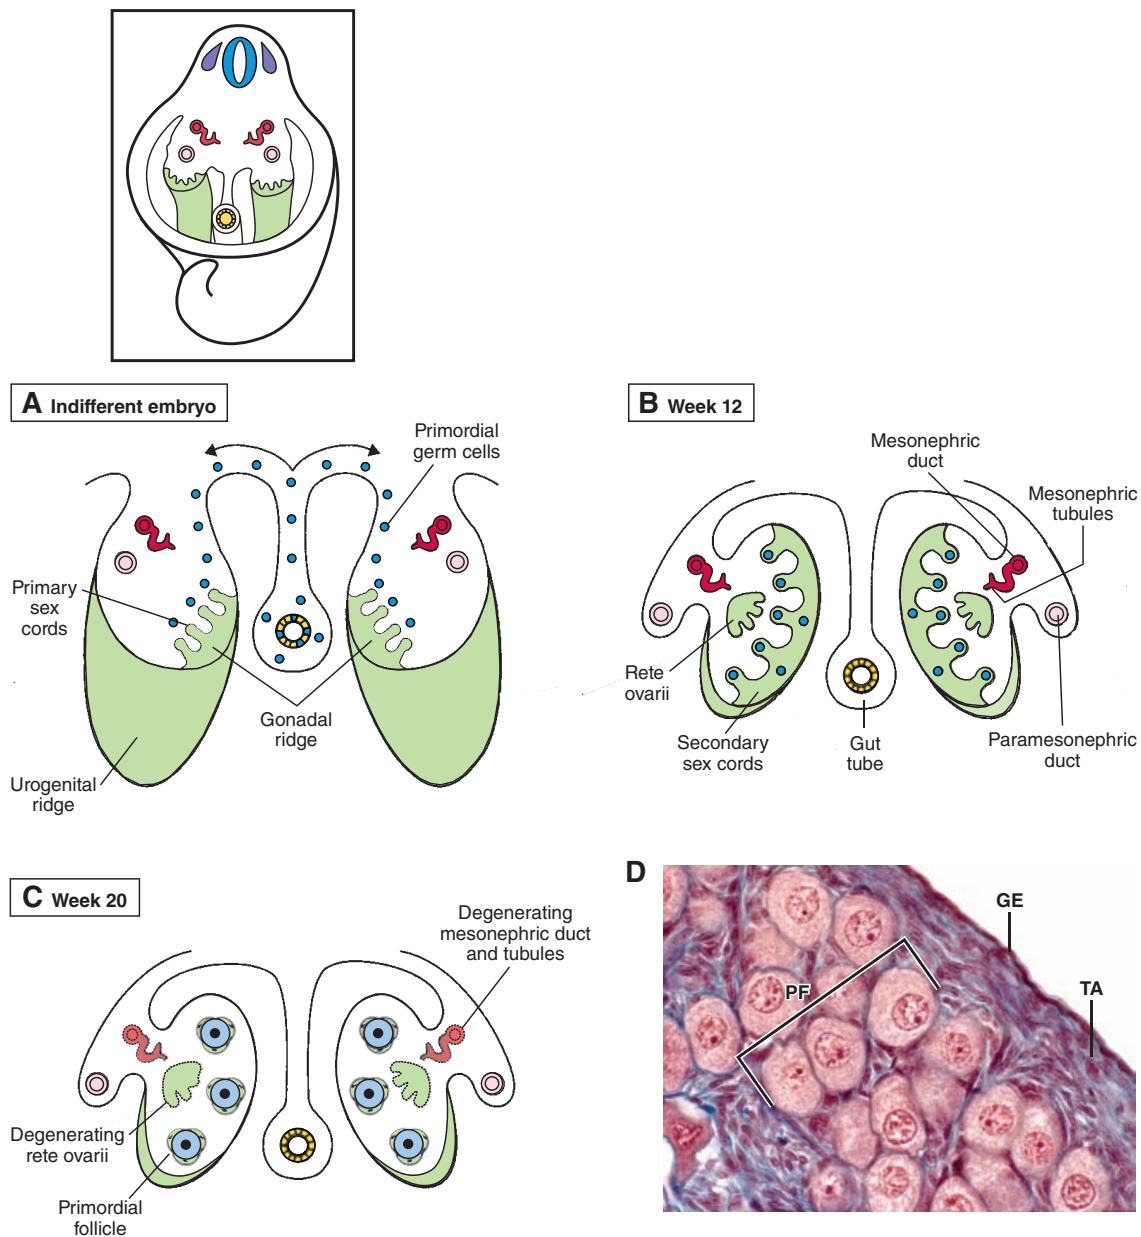 A Indifferent embryo
Primordial
germ cells
Primary
sex
cords
Gonadal
ridge
Urogenital
ridge
B Week 12
Mesonephric
duct
Mesonephric
tubules
Rete
ovarii
Secondary
sex cords
Gut
tube
Paramesonephric
duct
C Week 20
Degenerating
mesonephric duct
and tubules
Degenerating
rete ovarii
Primordial
follicle
D
GE
TA
PF